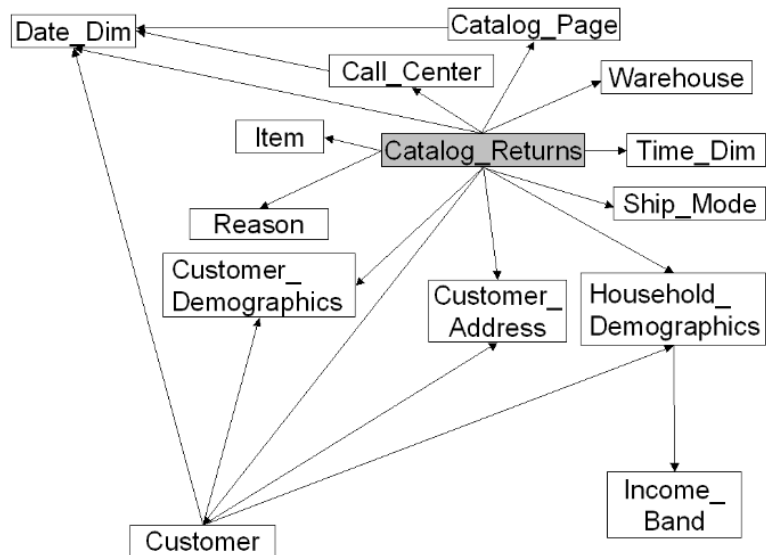 Date_Dim
Catalog_Page
Call_Center
Warehouse
Item
Catalog_Returns
Time_Dim
Reason
Ship_Mode
Customer_
Demographics
Customer_
Address
Household_
Demographics
Income_
Band
Customer